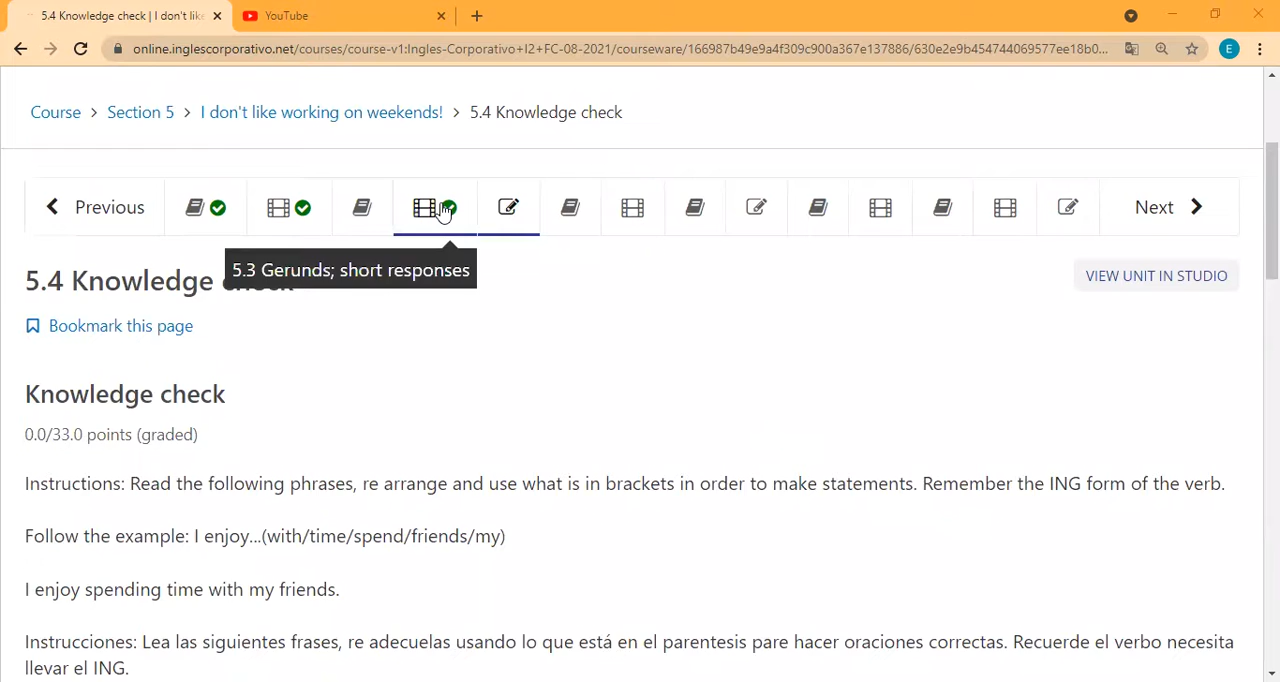 5.4 Knowledge check | I don't like
YouTube
online.inglescorporativo.net/courses/course-v1:Ingles-Corporativo+I2+FC-08-2021/courseware/166987b49e9a4f309c900a367e137886/630e2e9b454744069577ee18b0...
E
Course > Section 5 > I don't like working on weekends! > 5.4 Knowledge check
Previous
Next
5.3 Gerunds; short responses
5.4 Knowledge check
VIEW UNIT IN STUDIO
Bookmark this page
Knowledge check
0.0/33.0 points (graded)
Instructions: Read the following phrases, re arrange and use what is in brackets in order to make statements. Remember the ING form of the verb.
Follow the example: I enjoy...(with/time/spend/friends/my)
I enjoy spending time with my friends.
Instrucciones: Lea las siguientes frases, re adecuelas usando lo que está en el parentesis pare hacer oraciones correctas. Recuerde el verbo necesita
llevar el ING.